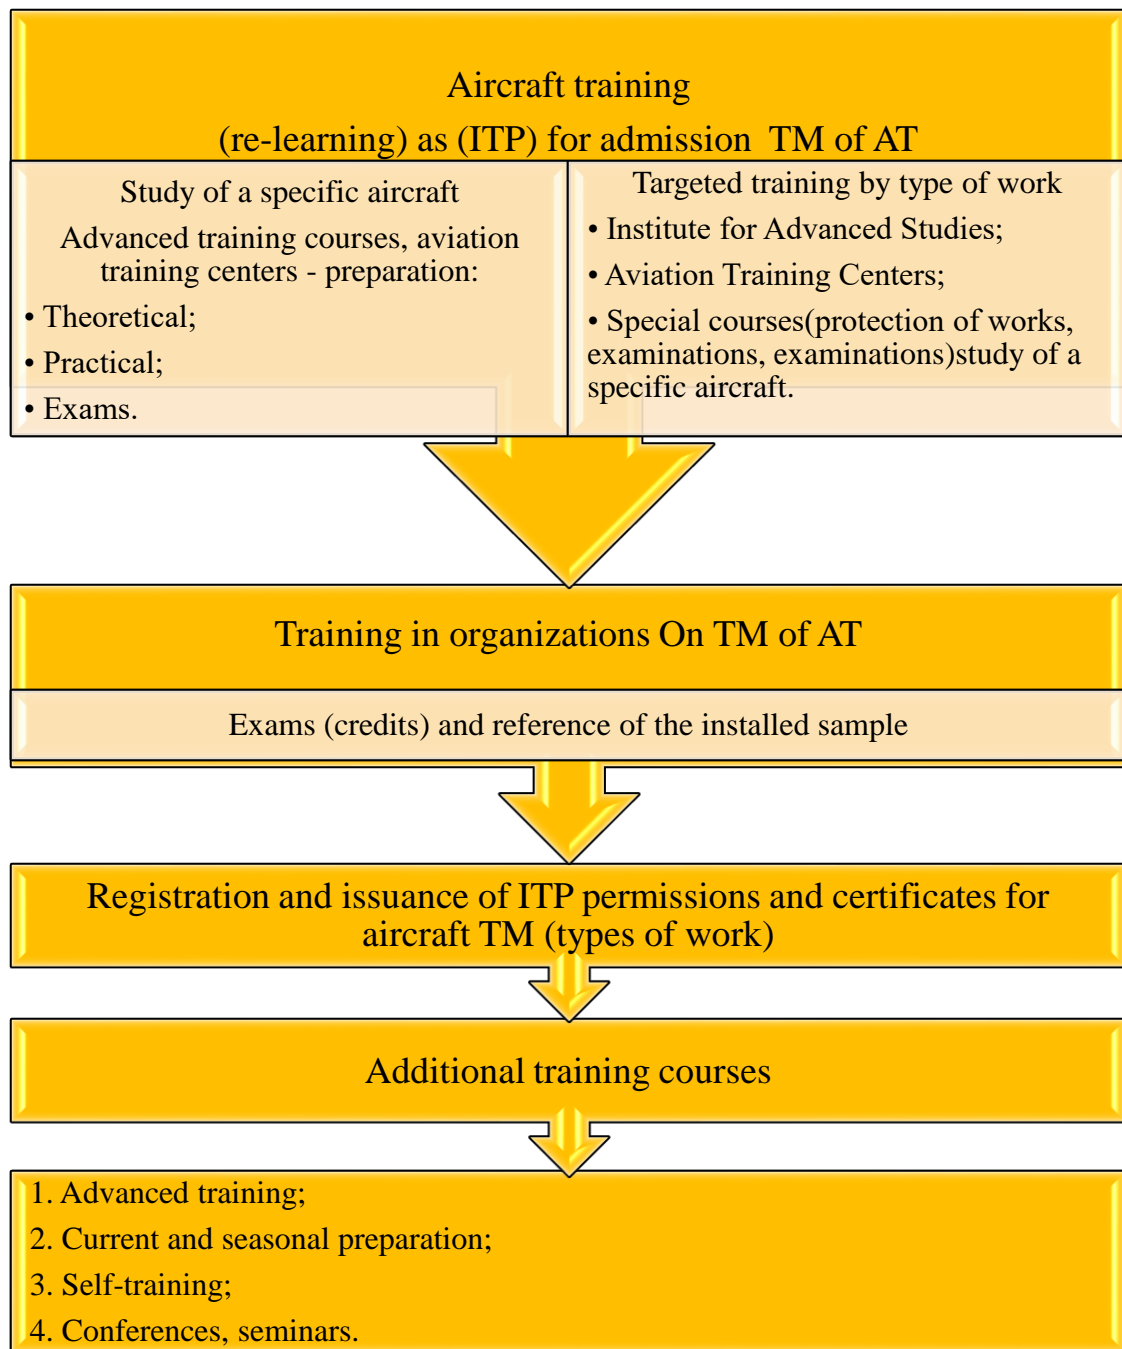 Aircraft training
(re-learning) as (ITP) for admission  TM of AT
Study of a specific aircraft
Advanced training courses, aviation
training centers - preparation:
• Theoretical;
• Practical;
• Exams.
Targeted training by type of work
• Institute for Advanced Studies;
• Aviation Training Centers;
• Special courses(protection of works,
examinations, examinations)study of a
specific aircraft.
Training in organizations On TM of AT
Exams (credits) and reference of the installed sample
Registration and issuance of ITP permissions and certificates for
aircraft TM (types of work)
Additional training courses
1. Advanced training;
2. Current and seasonal preparation;
3. Self-training;
4. Conferences, seminars.